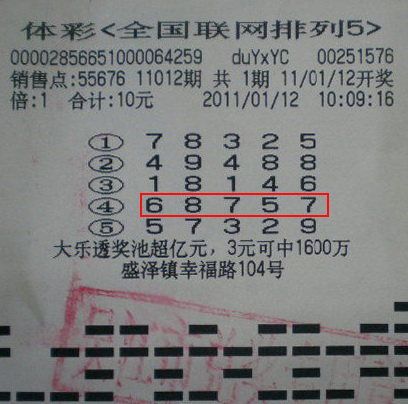 体彩<全国联网排列5>
000028566510000​64259 duYxYC 00251576
销售点:55676 11012期 共 1期 11/01/12开奖
倍:1 合计:10元 2011/01/12 10:09:16
① 7 8 3 2 5
② 4 9 4 8 8
③ 1 8 1 4 6
④ 6 8 7 5 7
⑤ 5 7 3 2 9
大乐透奖池超亿元，3元可中1600万
盛泽镇幸福路104号